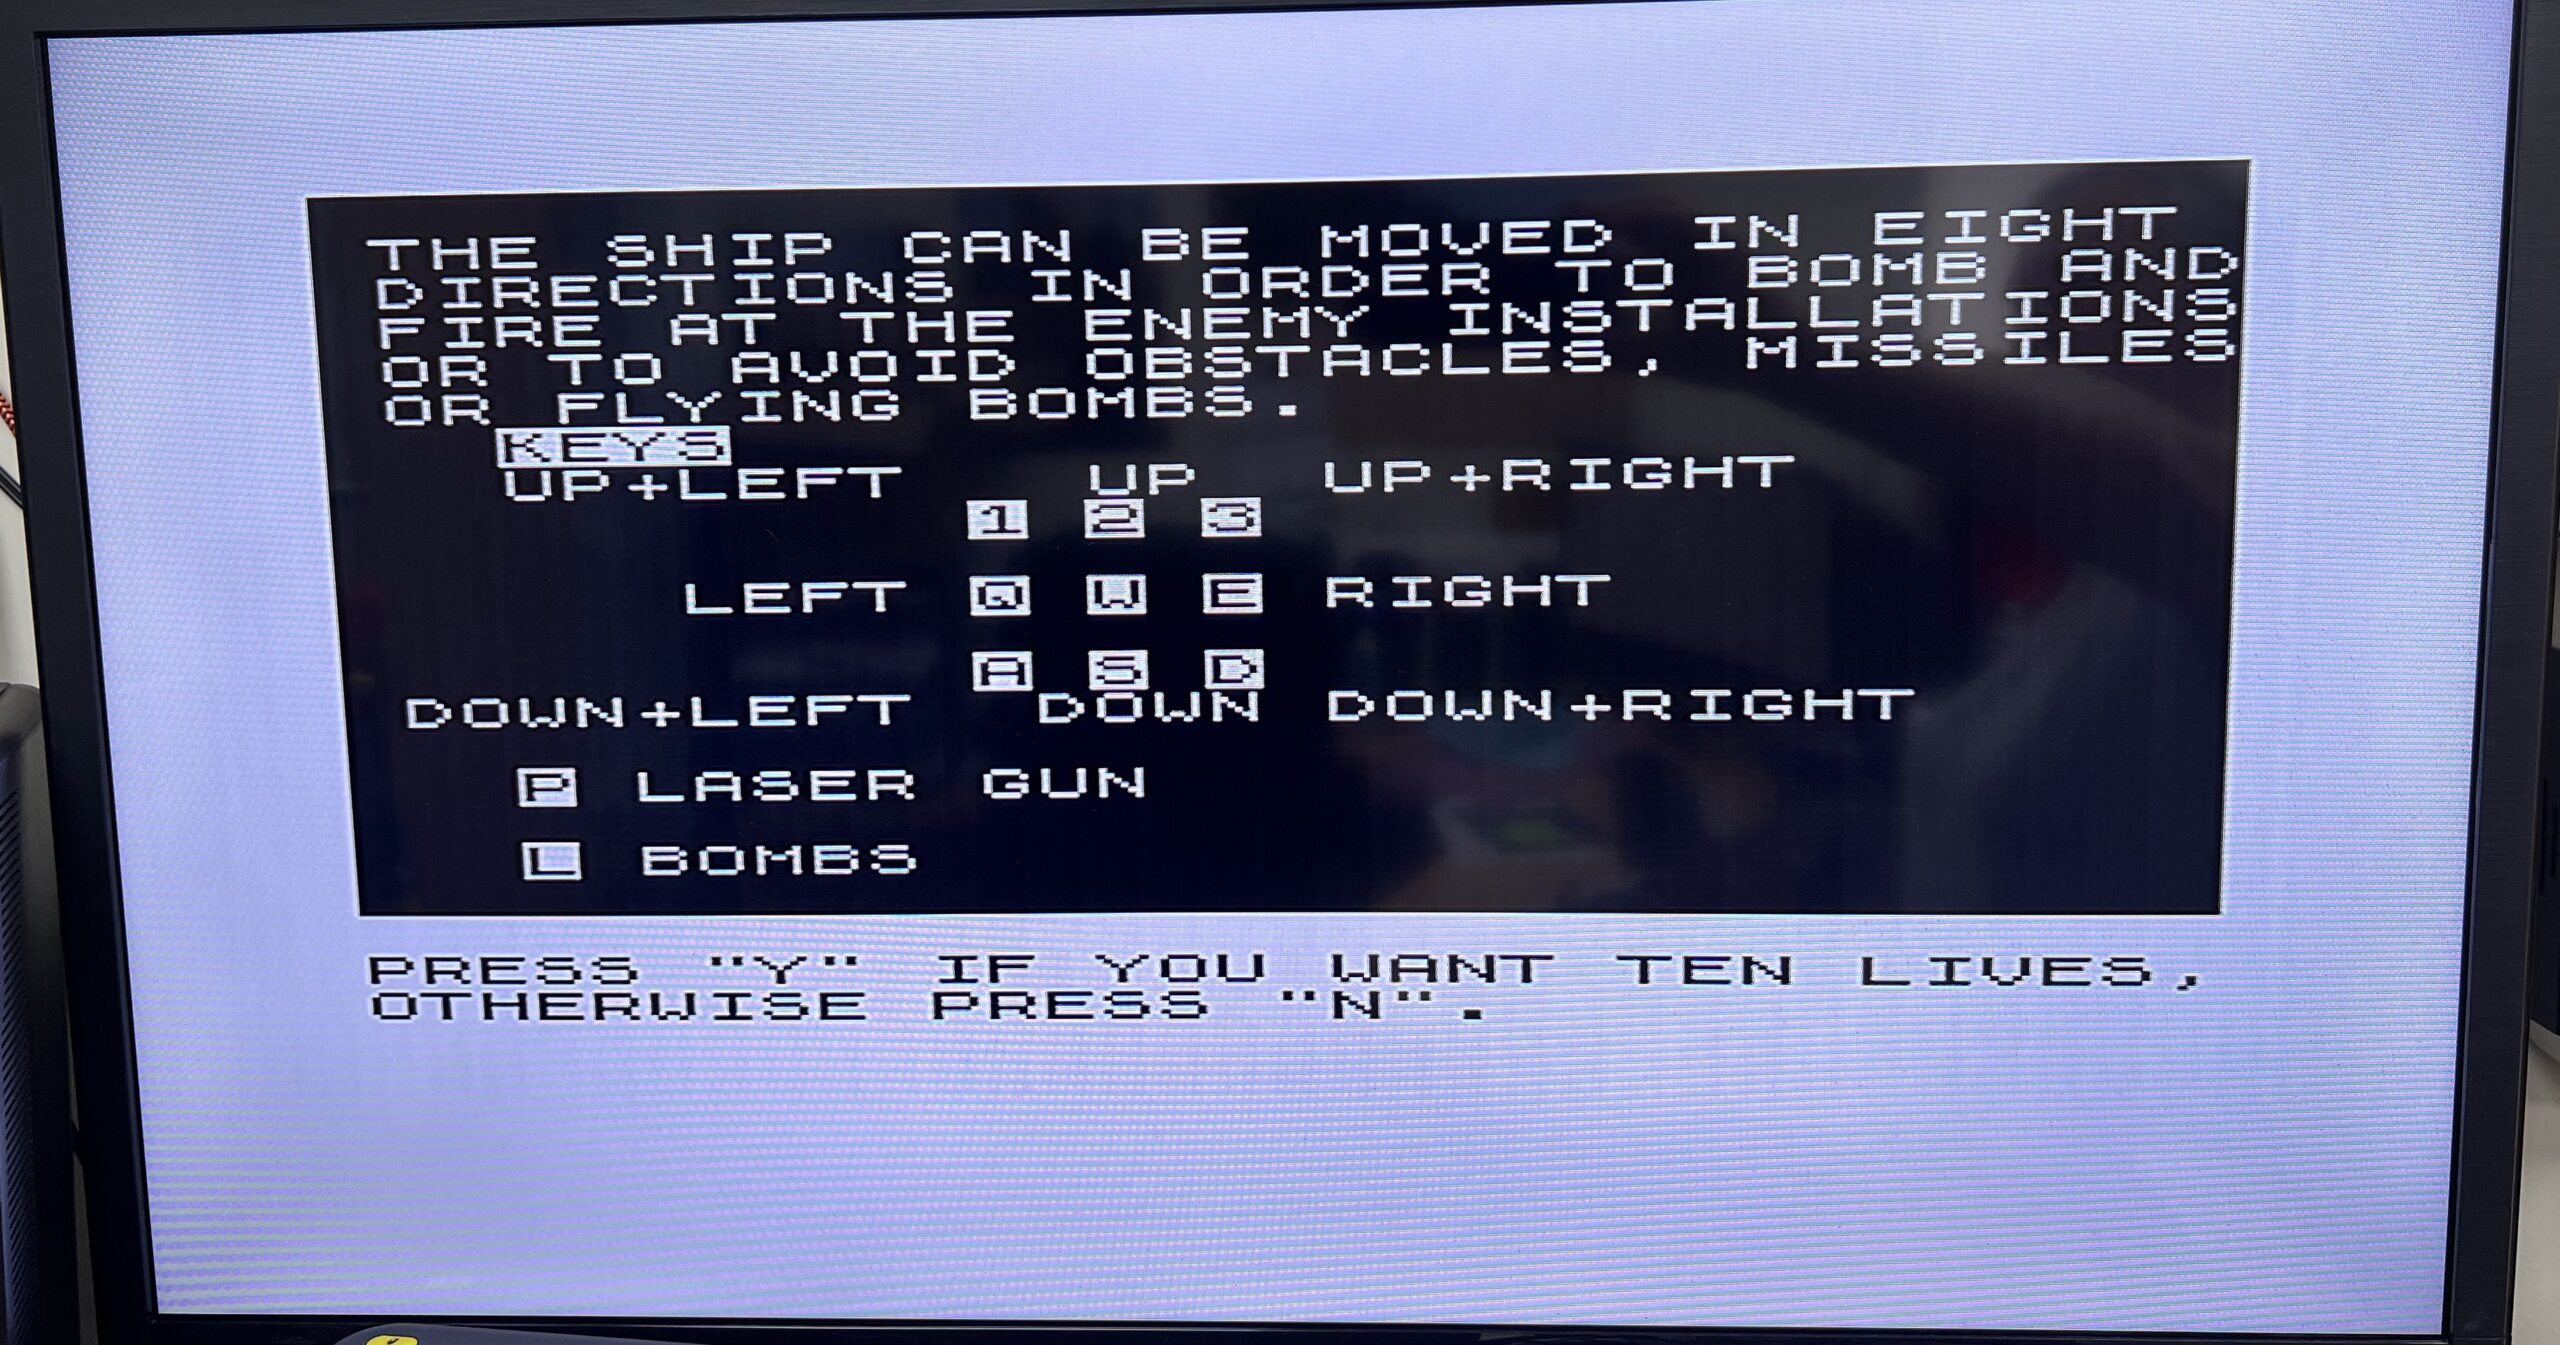 THE SHIP CAN BE MOVED IN EIGHT
DIRECTIONS IN ORDER TO BOMB AND
FIRE AT THE ENEMY INSTALLATIONS
OR TO AVOID OBSTACLES, MISSILES
OR FLYING BOMBS.
KEYS
UP+LEFT UP UP+RIGHT
1 2 3
LEFT Q W E RIGHT
A S D
DOWN+LEFT DOWN DOWN+RIGHT
P LASER GUN
L BOMBS
PRESS "Y" IF YOU WANT TEN LIVES,
OTHERWISE PRESS "N".